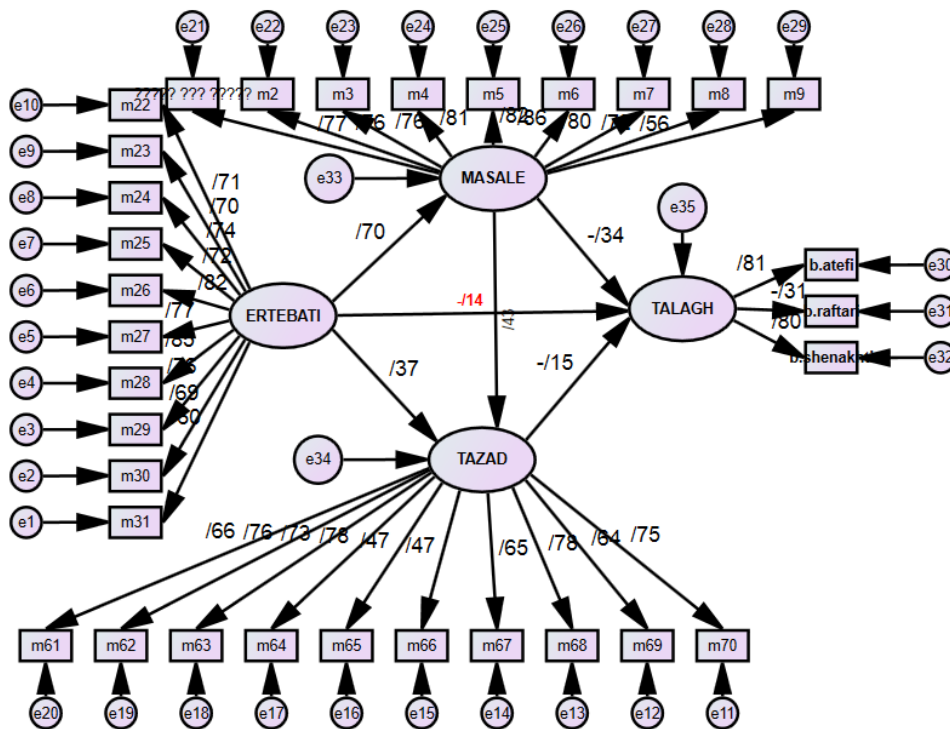 e21 e22 e23 e24 e25 e26 e27 e28 e29
e10 m22 ????? ??? ????? m2 m3 m4 m5 m6 m7 m8 m9
/77 /76 /81 /82 /80 /56
e9 m23
e33 MASALE
e8 m24
/71
/70
e35
e7 m25
/74
/70
-/34
/72
e6 m26
/82
/81
b.atefi e30
-/31
e5 m27
/77
ERTEBATI
-/14
/43
TALAGH
b.raftari e31
/85
/80
e4 m28
/76
/37
-/15
e32
e3 m29
/69
e2 m30
e34 TAZAD
e1 m31
/66 /76 /73 /78 /47 /47 /65 /78 /64 /75
m61 m62 m63 m64 m65 m66 m67 m68 m69 m70
e20 e19 e18 e17 e16 e15 e14 e13 e12 e11